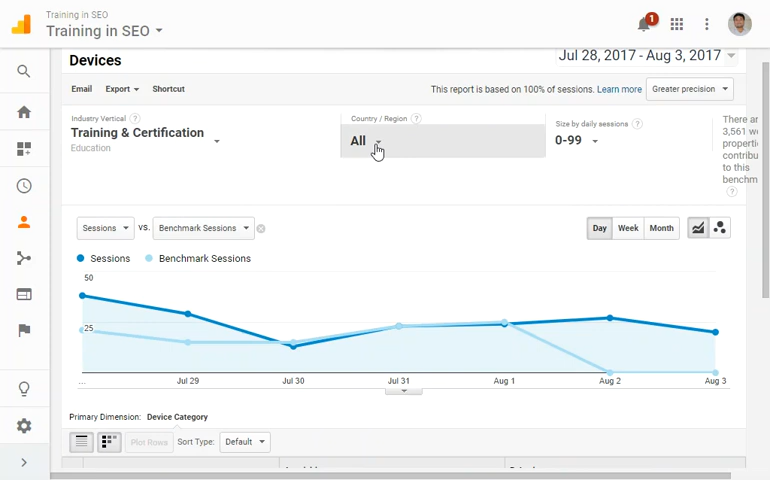 Training in SEO
Training in SEO
1
Devices
Jul 28, 2017 - Aug 3, 2017
Email Export Shortcut
This report is based on 100% of sessions. Learn more
Greater precision
Industry Vertical ?
Training & Certification
Education
Country / Region ?
All
Size by daily sessions ?
0-99
There
3,561
to this
?
Sessions vs. Benchmark Sessions
Day Week Month
Sessions Benchmark Sessions
50
25
... Jul 29 Jul 30 Jul 31 Aug 1 Aug 2 Aug 3
Primary Dimension: Device Category
Plot Rows Sort Type: Default